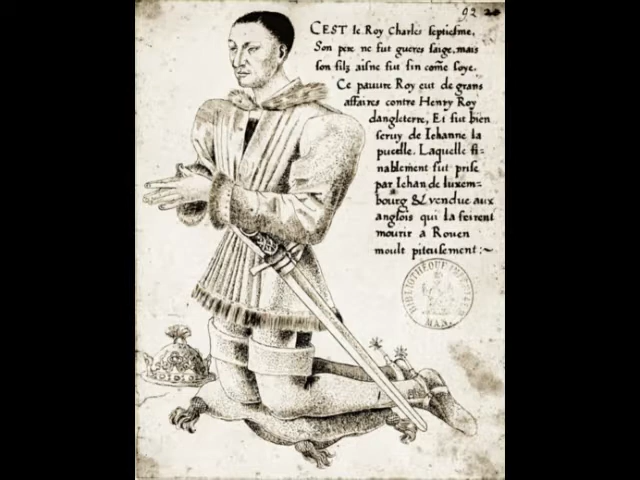 92 20
CEST le Roy Charles septiesme,
Son pere ne fut gueres saige, mais
son filz aisne fut fin come soye.
Ce pauure Roy eut de grans
affaires contre Henry Roy
dangleterre, Et fut bien
seruy de Iehanne la
pucelle. Laquelle fi-
nablement fut prise
par Iehan de luxem-
bourg & vendue aux
anglois qui la feirent
mourir a Rouen
moult piteusement :~
BIBLIOTHÈQUE
MAN.